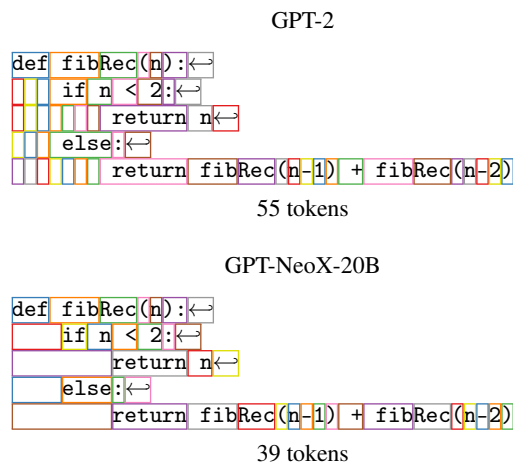 GPT-2
def fibRec(n):↩
    if n < 2:↩
        return n↩
    else:↩
        return fibRec(n-1) + fibRec(n-2)
55 tokens
GPT-NeoX-20B
def fibRec(n):↩
    if n < 2:↩
        return n↩
    else:↩
        return fibRec(n-1) + fibRec(n-2)
39 tokens